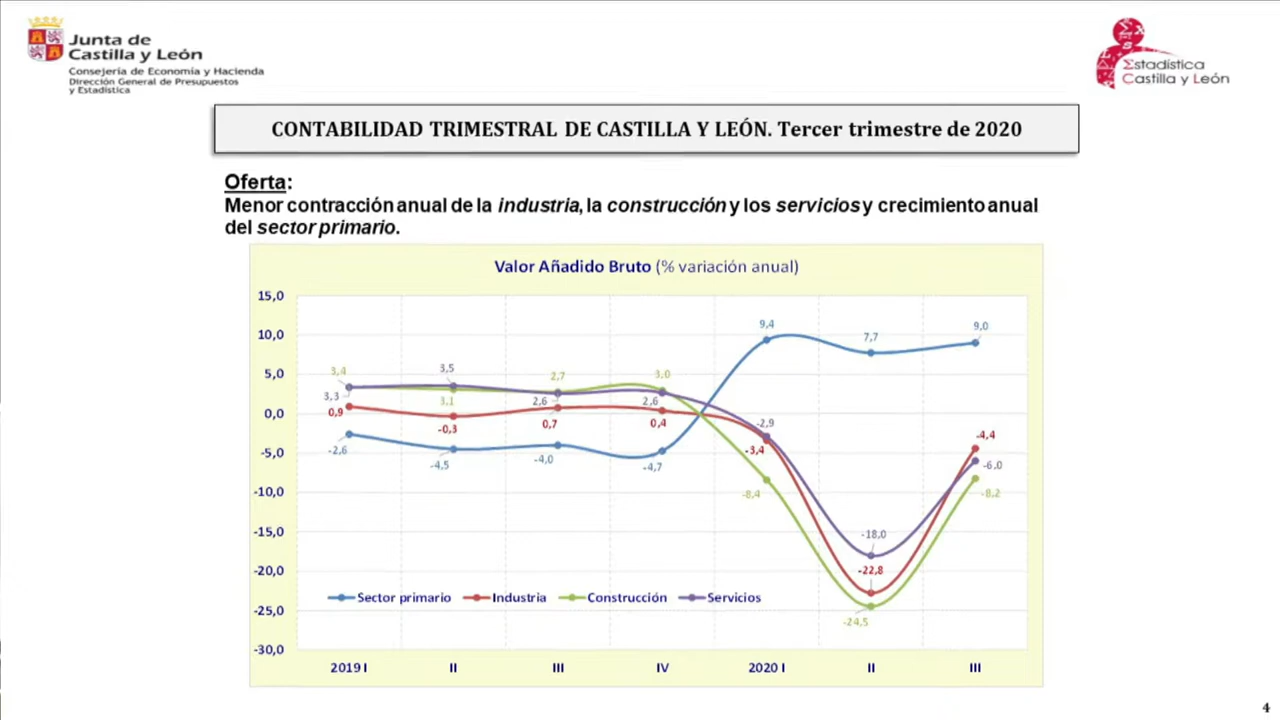 Junta de
Castilla y León
Consejería de Economía y Hacienda
Dirección General de Presupuestos
y Estadística
Estadística
Castilla y León
CONTABILIDAD TRIMESTRAL DE CASTILLA Y LEÓN. Tercer trimestre de 2020
Oferta:
Menor contracción anual de la industria, la construcción y los servicios y crecimiento anual
del sector primario.
Valor Añadido Bruto (% variación anual)
15,0
10,0
5,0
0,0
-5,0
-10,0
-15,0
-20,0
-25,0
-30,0
9,4
7,7
9,0
3,4
3,5
2,7
3,0
3,3
3,1
2,6
2,6
0,9
-0,3
0,7
0,4
-2,9
-2,6
-4,5
-4,0
-4,7
-3,4
-4,4
-6,0
-8,4
-8,2
-18,0
-22,8
-24,5
Sector primario Industria Construcción Servicios
2019 I II III IV 2020 I II III
4